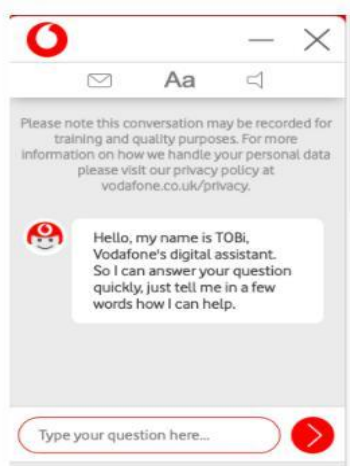 Aa
Please note this conversation may be recorded for
training and quality purposes. For more
information on how we handle your personal data
please visit our privacy policy at
vodafone.co.uk/privacy.
Hello, my name is TOBi,
Vodafone's digital assistant.
So I can answer your question
quickly, just tell me in a few
words how I can help.
Type your question here...